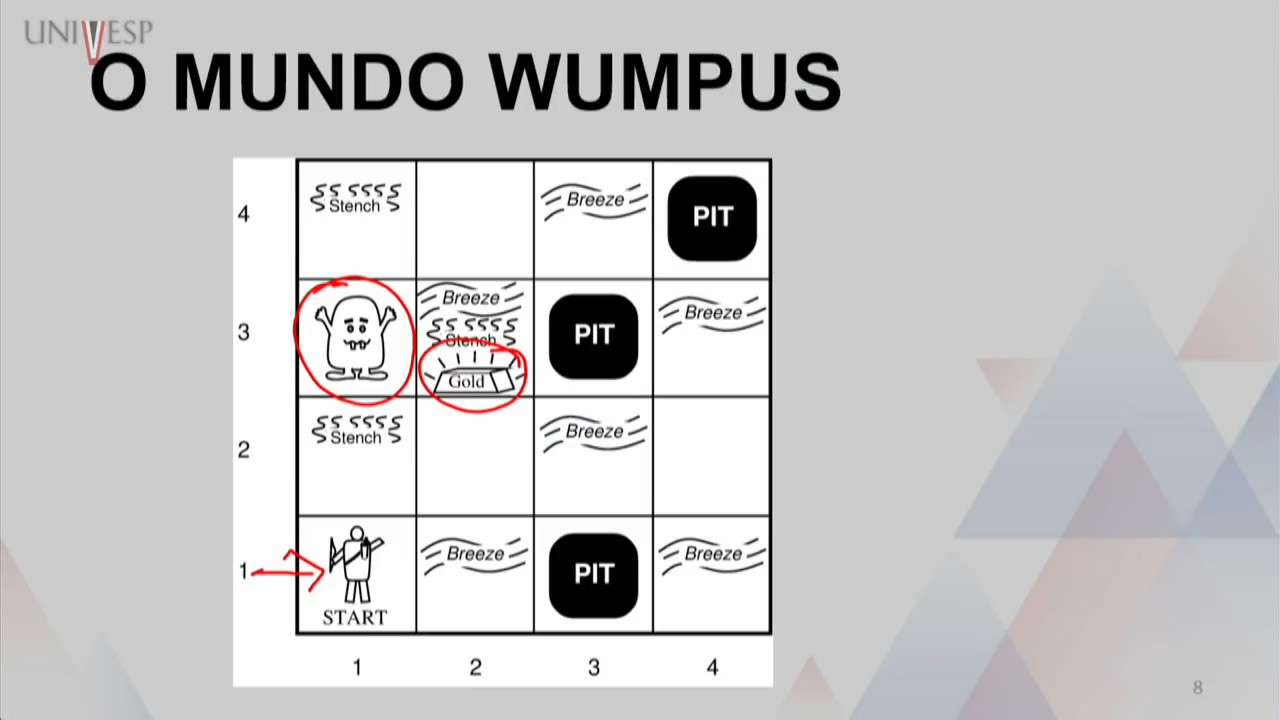 UNIVESP
O MUNDO WUMPUS
4
Stench
Breeze
PIT
3
Breeze
Stench
Gold
PIT
Breeze
2
Stench
Breeze
1
START
Breeze
PIT
Breeze
1 2 3 4
8